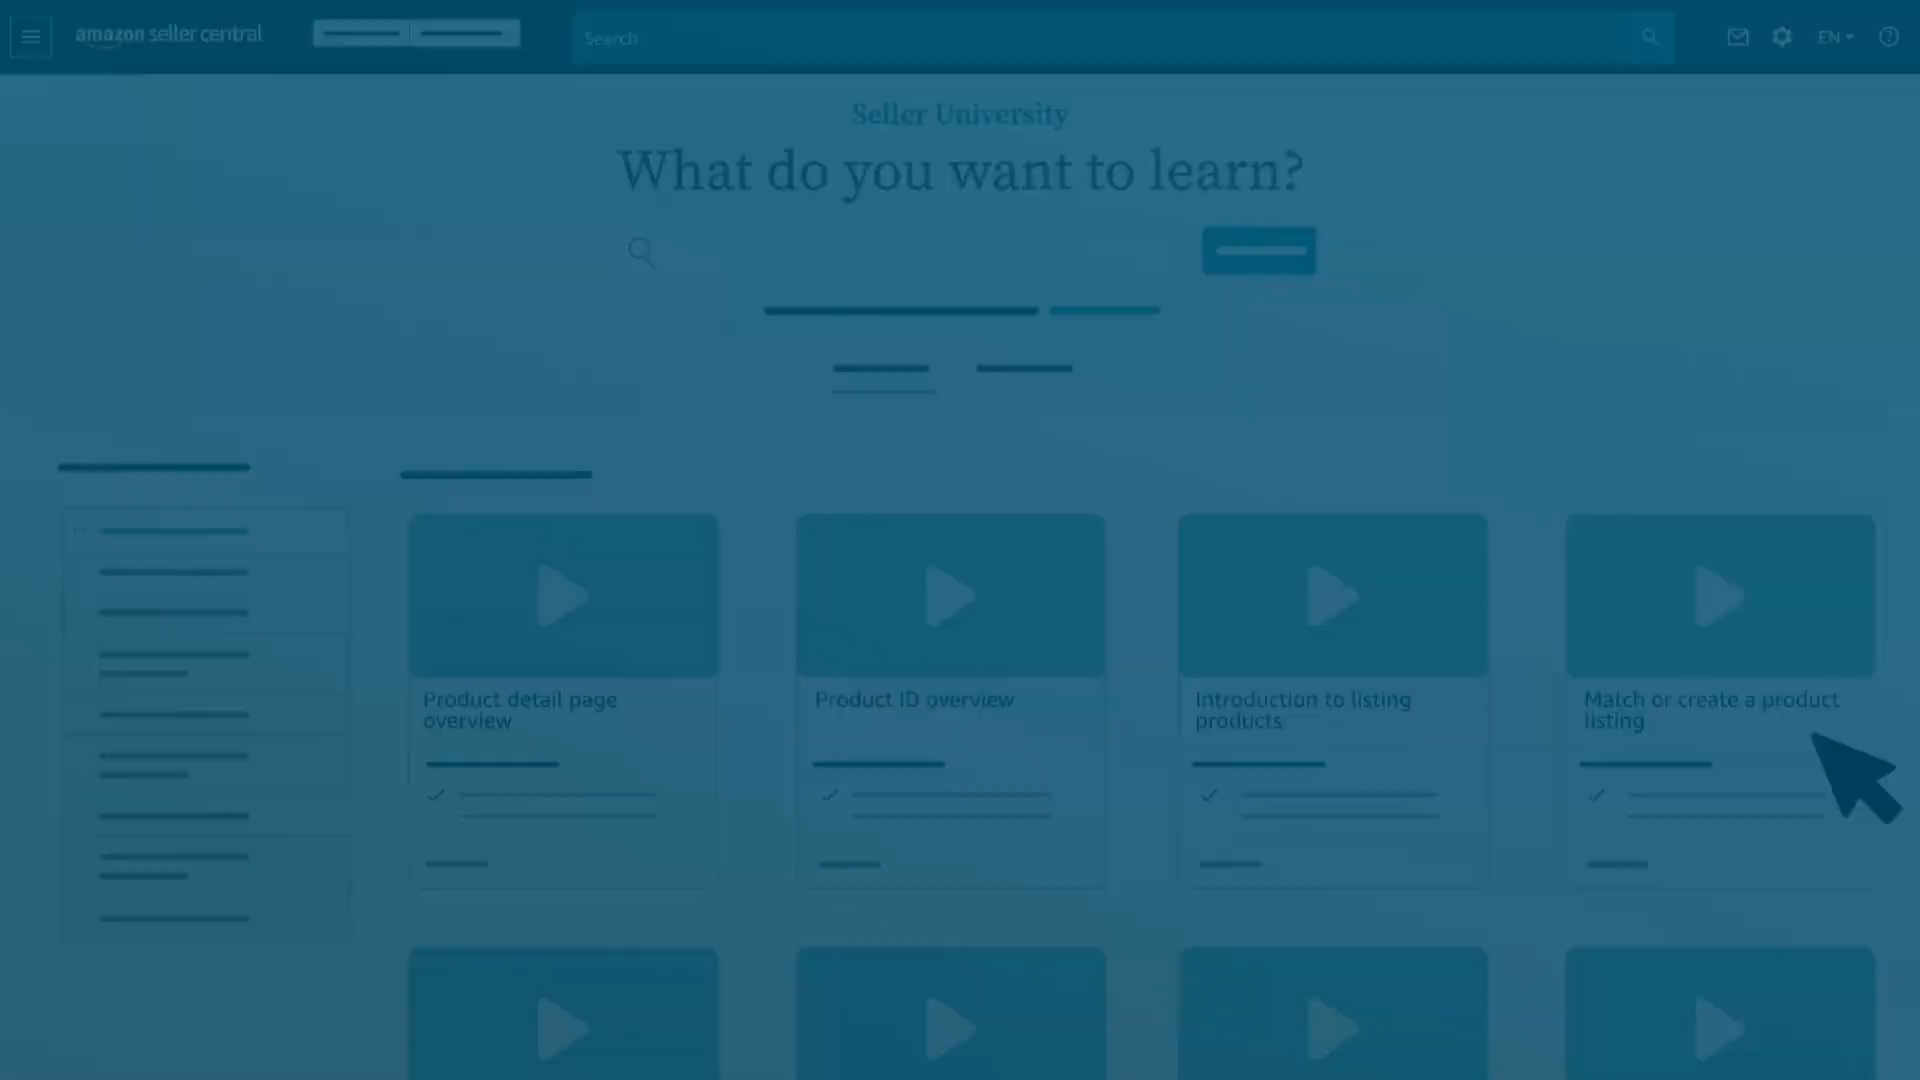 amazon seller central
Search
EN
Seller University
What do you want to learn?
Product detail page
overview
Product ID overview
Introduction to listing
products
Match or create a product
listing